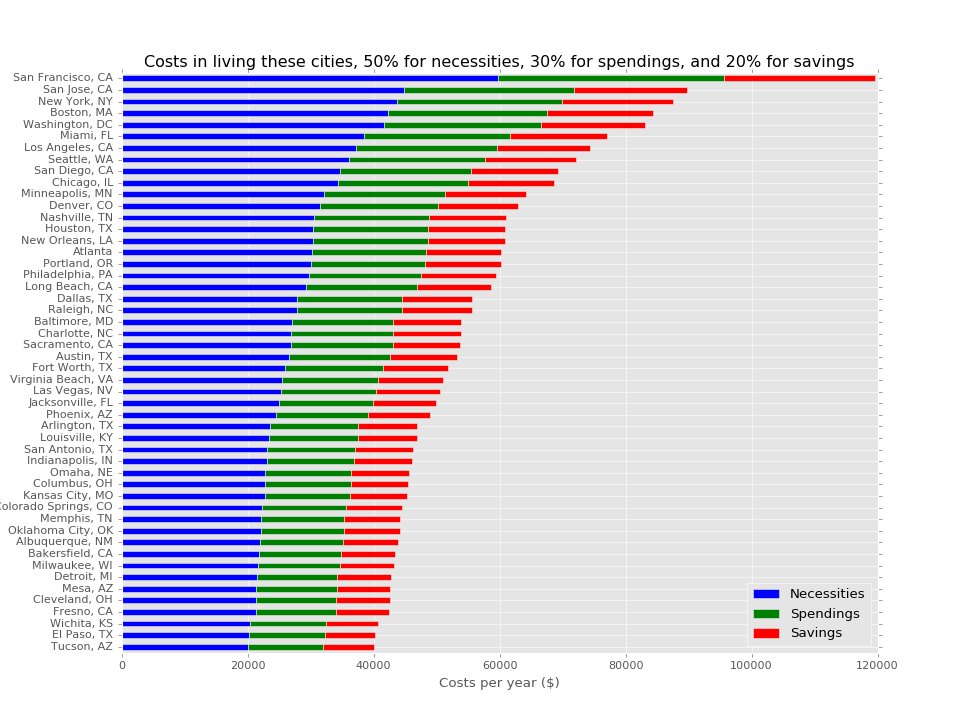 Costs in living these cities, 50% for necessities, 30% for spendings, and 20% for savings
San Francisco, CA
San Jose, CA
New York, NY
Boston, MA
Washington, DC
Miami, FL
Los Angeles, CA
Seattle, WA
San Diego, CA
Chicago, IL
Minneapolis, MN
Denver, CO
Nashville, TN
Houston, TX
New Orleans, LA
Atlanta
Portland, OR
Philadelphia, PA
Long Beach, CA
Dallas, TX
Raleigh, NC
Baltimore, MD
Charlotte, NC
Sacramento, CA
Austin, TX
Fort Worth, TX
Virginia Beach, VA
Las Vegas, NV
Jacksonville, FL
Phoenix, AZ
Arlington, TX
Louisville, KY
San Antonio, TX
Indianapolis, IN
Omaha, NE
Columbus, OH
Kansas City, MO
Colorado Springs, CO
Memphis, TN
Oklahoma City, OK
Albuquerque, NM
Bakersfield, CA
Milwaukee, WI
Detroit, MI
Mesa, AZ
Cleveland, OH
Fresno, CA
Wichita, KS
El Paso, TX
Tucson, AZ
Necessities
Spendings
Savings
0 20000 40000 60000 80000 100000 120000
Costs per year ($)